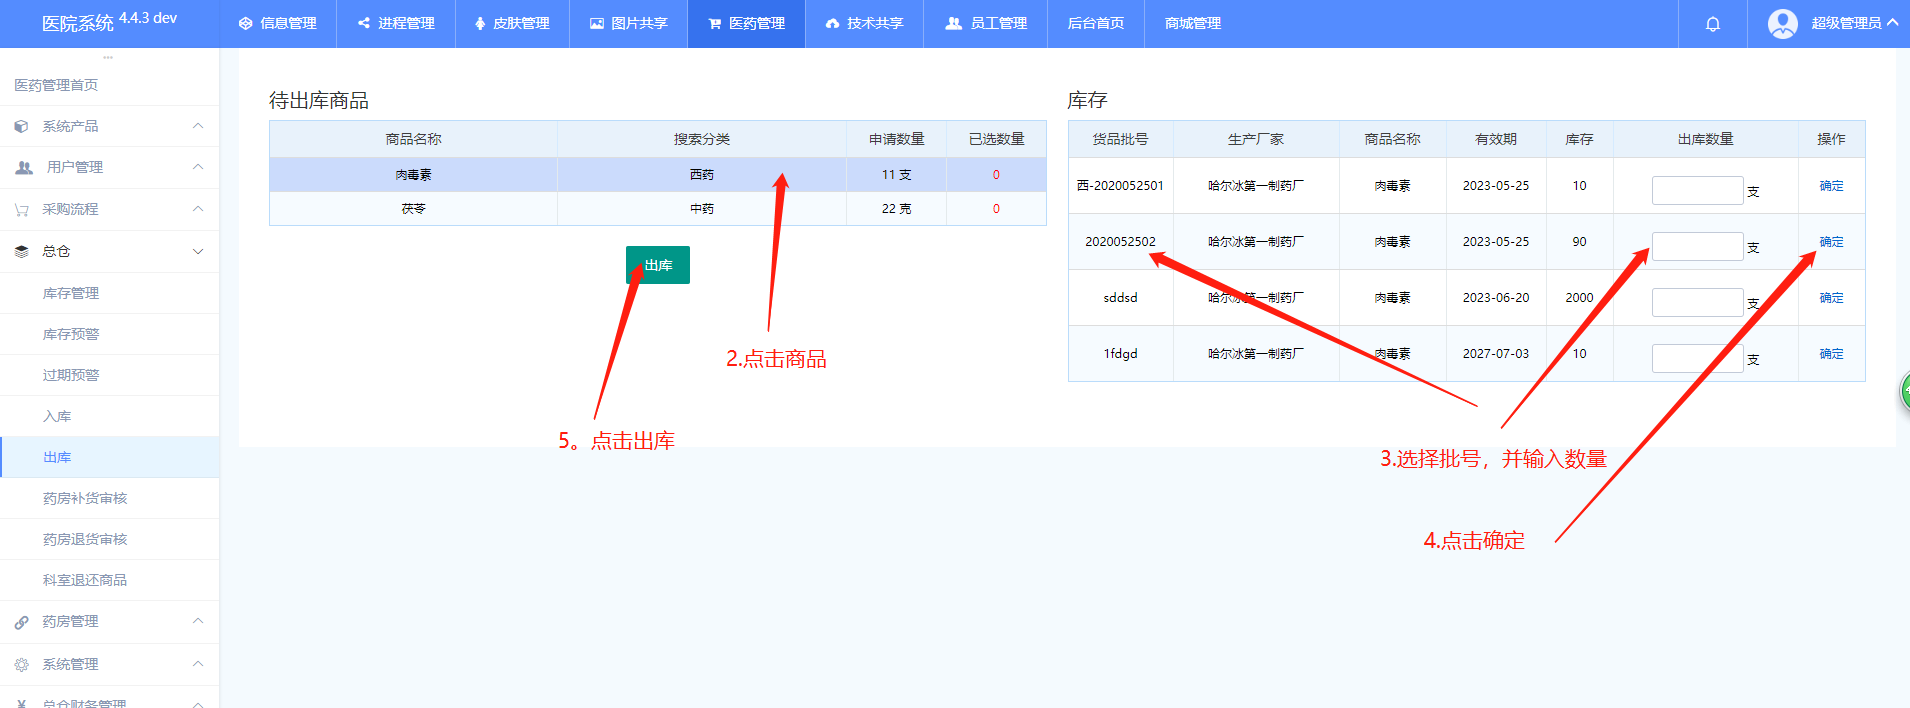 医院系统 4.4.3 dev
信息管理
进程管理
皮肤管理
图片共享
医药管理
技术共享
员工管理
后台首页
商城管理
超级管理员
医药管理首页
系统产品
用户管理
采购流程
总仓
库存管理
库存预警
过期预警
入库
出库
药房补货审核
药房退货审核
科室退还商品
药房管理
系统管理
总仓财务管理
待出库商品
商品名称 搜索分类 申请数量 已选数量
肉毒素 西药 11 支 0
茯苓 中药 22 克 0
出库
2.点击商品
5。点击出库
库存
货品批号 生产厂家 商品名称 有效期 库存 出库数量 操作
西-2020052501 哈尔冰第一制药厂 肉毒素 2023-05-25 10 支 确定
2020052502 哈尔冰第一制药厂 肉毒素 2023-05-25 90 支 确定
sddsd 哈尔冰第一制药厂 肉毒素 2023-06-20 2000 支 确定
1fdgd 哈尔冰第一制药厂 肉毒素 2027-07-03 10 支 确定
3.选择批号，并输入数量
4.点击确定